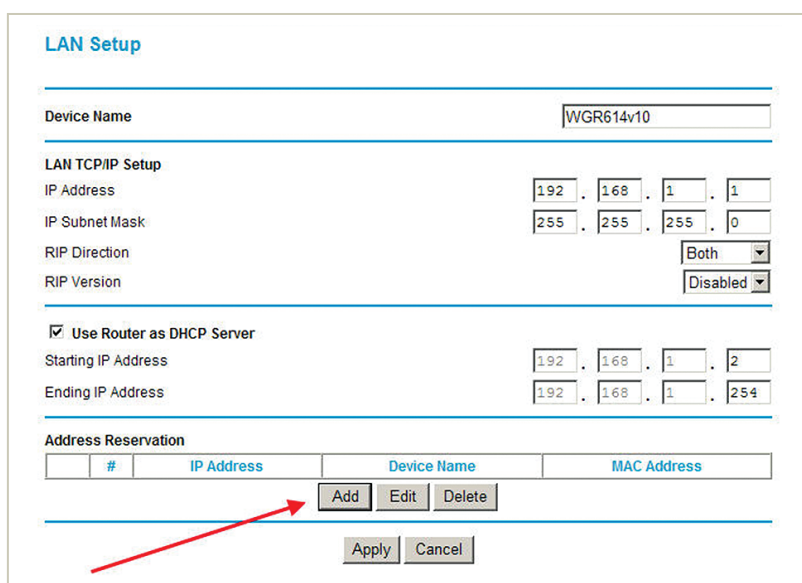 LAN Setup
Device Name WGR614v10
LAN TCP/IP Setup
IP Address 192 . 168 . 1 . 1
IP Subnet Mask 255 . 255 . 255 . 0
RIP Direction Both
RIP Version Disabled
Use Router as DHCP Server
Starting IP Address 192 . 168 . 1 . 2
Ending IP Address 192 . 168 . 1 . 254
Address Reservation
# IP Address Device Name MAC Address
Add Edit Delete
Apply Cancel